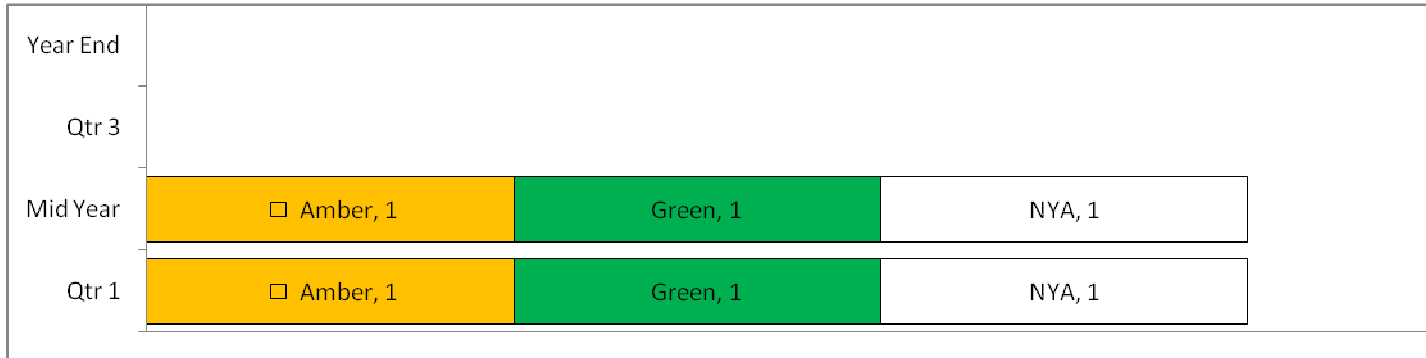 Year End
Qtr 3
Mid Year Amber, 1 Green, 1 NYA, 1
Qtr 1 Amber, 1 Green, 1 NYA, 1